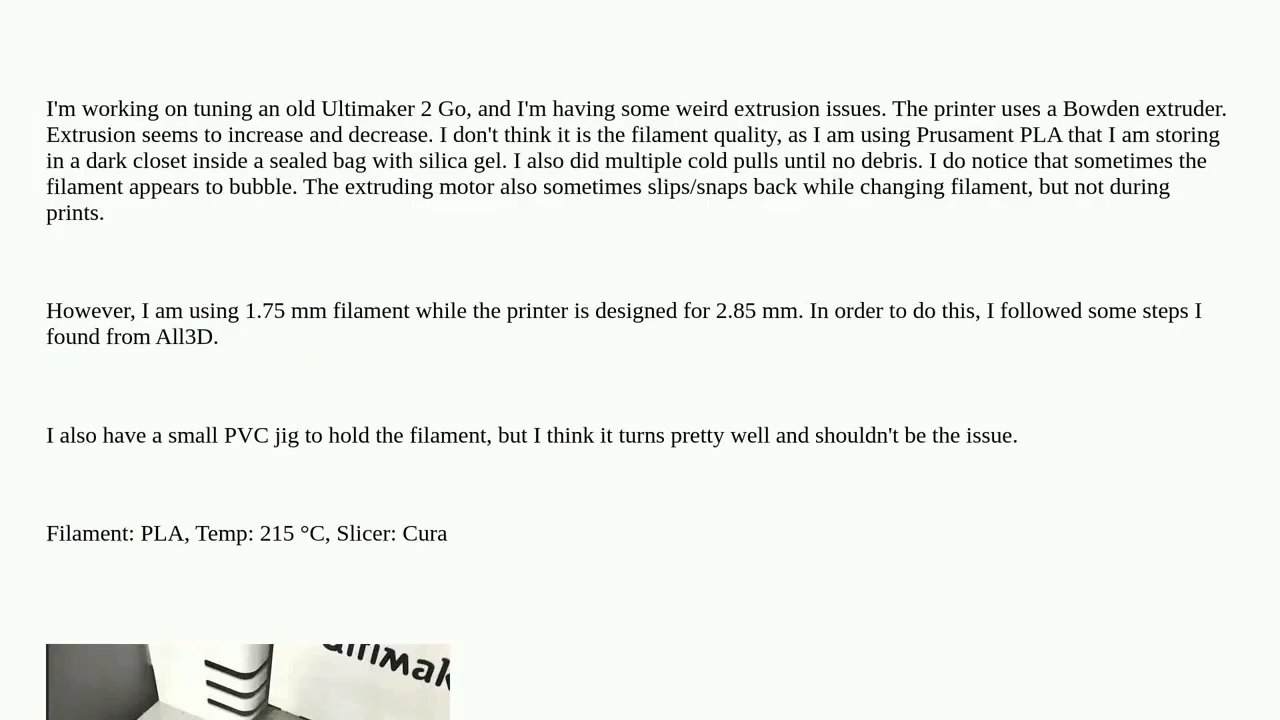 I'm working on tuning an old Ultimaker 2 Go, and I'm having some weird extrusion issues. The printer uses a Bowden extruder.
Extrusion seems to increase and decrease. I don't think it is the filament quality, as I am using Prusament PLA that I am storing
in a dark closet inside a sealed bag with silica gel. I also did multiple cold pulls until no debris. I do notice that sometimes the
filament appears to bubble. The extruding motor also sometimes slips/snaps back while changing filament, but not during
prints.
However, I am using 1.75 mm filament while the printer is designed for 2.85 mm. In order to do this, I followed some steps I
found from All3D.
I also have a small PVC jig to hold the filament, but I think it turns pretty well and shouldn't be the issue.
Filament: PLA, Temp: 215 °C, Slicer: Cura